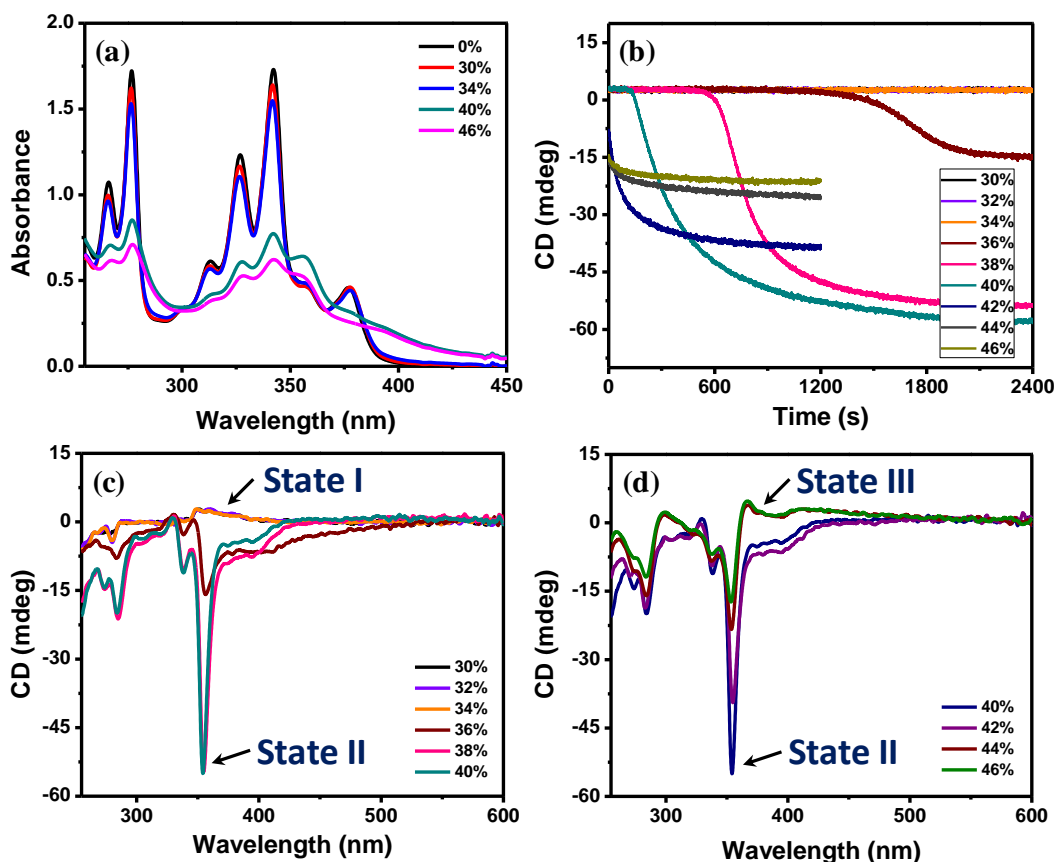 (a)
0%
30%
34%
40%
46%
Absorbance
2.0
1.5
1.0
0.5
0.0
300 350 400 450
Wavelength (nm)
(b)
CD (mdeg)
15
0
-15
-30
-45
-60
30%
32%
34%
36%
38%
40%
42%
44%
46%
0 600 1200 1800 2400
Time (s)
(c)
State I
State II
CD (mdeg)
15
0
-15
-30
-45
-60
30%
32%
34%
36%
38%
40%
300 400 500 600
Wavelength (nm)
(d)
State III
State II
CD (mdeg)
15
0
-15
-30
-45
-60
40%
42%
44%
46%
300 400 500 600
Wavelength (nm)